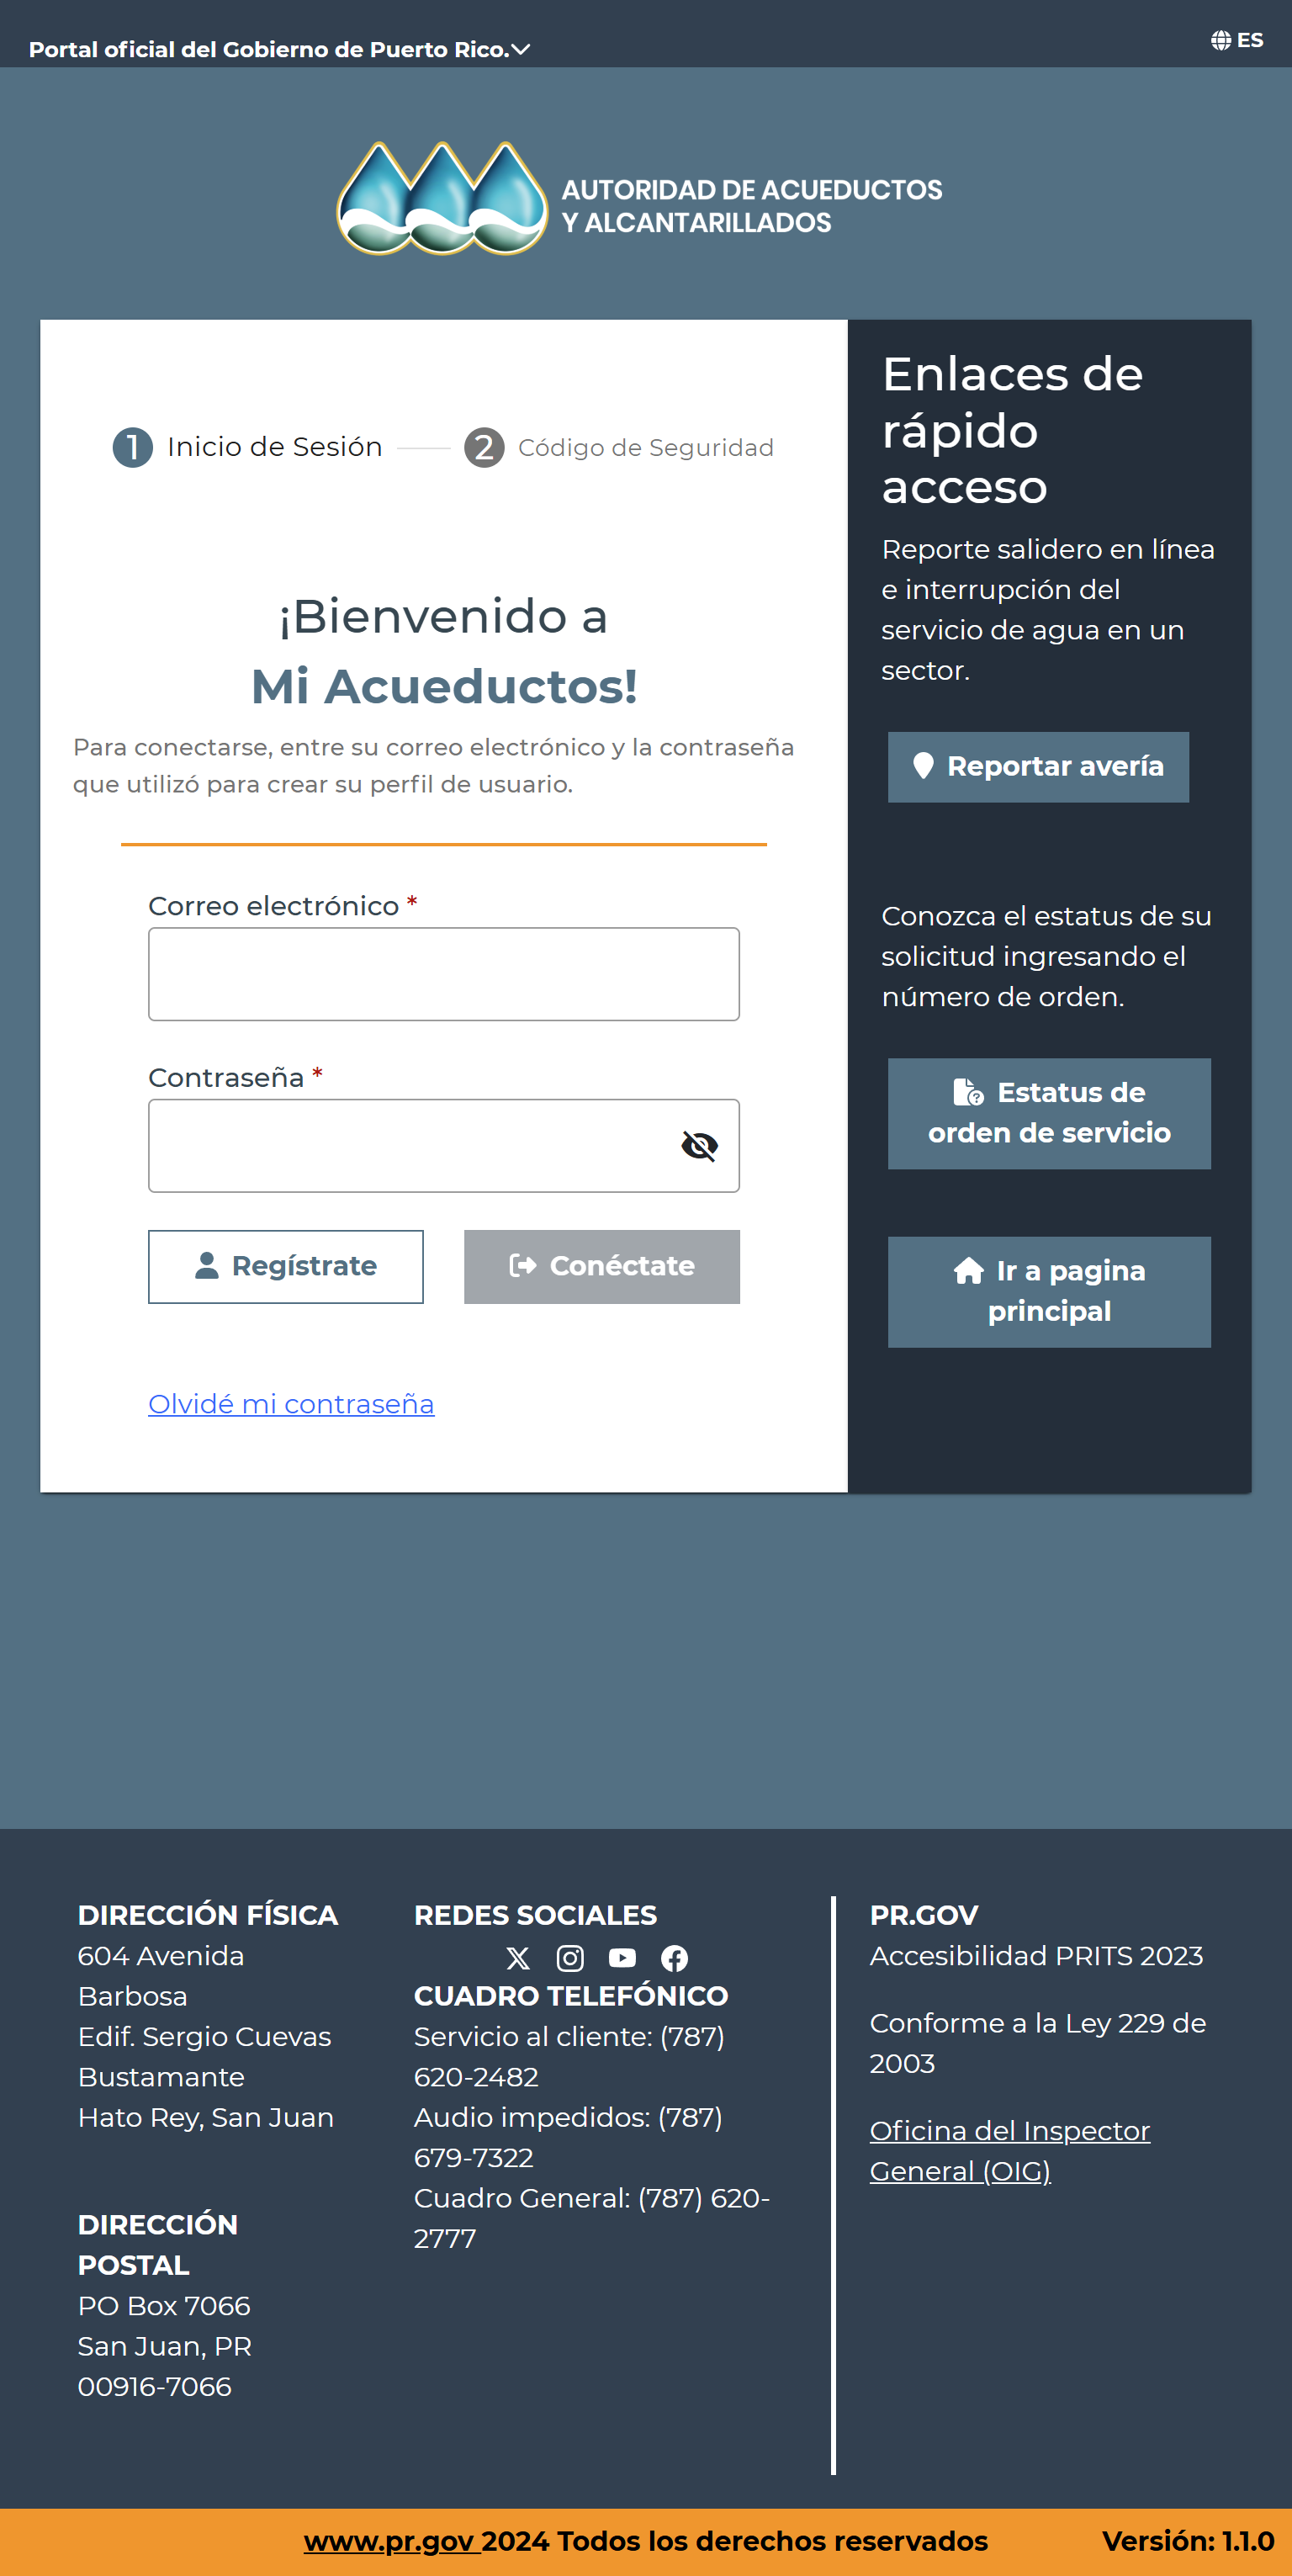 Portal oficial del Gobierno de Puerto Rico.
ES
AUTORIDAD DE ACUEDUCTOS
Y ALCANTARILLADOS
1 Inicio de Sesión
2 Código de Seguridad
¡Bienvenido a
Mi Acueductos!
Para conectarse, entre su correo electrónico y la contraseña
que utilizó para crear su perfil de usuario.
Correo electrónico *
Contraseña *
Regístrate
Conéctate
Olvidé mi contraseña
Enlaces de
rápido
acceso
Reporte salidero en línea
e interrupción del
servicio de agua en un
sector.
Reportar avería
Conozca el estatus de su
solicitud ingresando el
número de orden.
Estatus de
orden de servicio
Ir a pagina
principal
DIRECCIÓN FÍSICA
604 Avenida
Barbosa
Edif. Sergio Cuevas
Bustamante
Hato Rey, San Juan
DIRECCIÓN
POSTAL
PO Box 7066
San Juan, PR
00916-7066
REDES SOCIALES
CUADRO TELEFÓNICO
Servicio al cliente: (787)
620-2482
Audio impedidos: (787)
679-7322
Cuadro General: (787) 620-
2777
PR.GOV
Accesibilidad PRITS 2023
Conforme a la Ley 229 de
2003
Oficina del Inspector
General (OIG)
www.pr.gov 2024 Todos los derechos reservados
Versión: 1.1.0